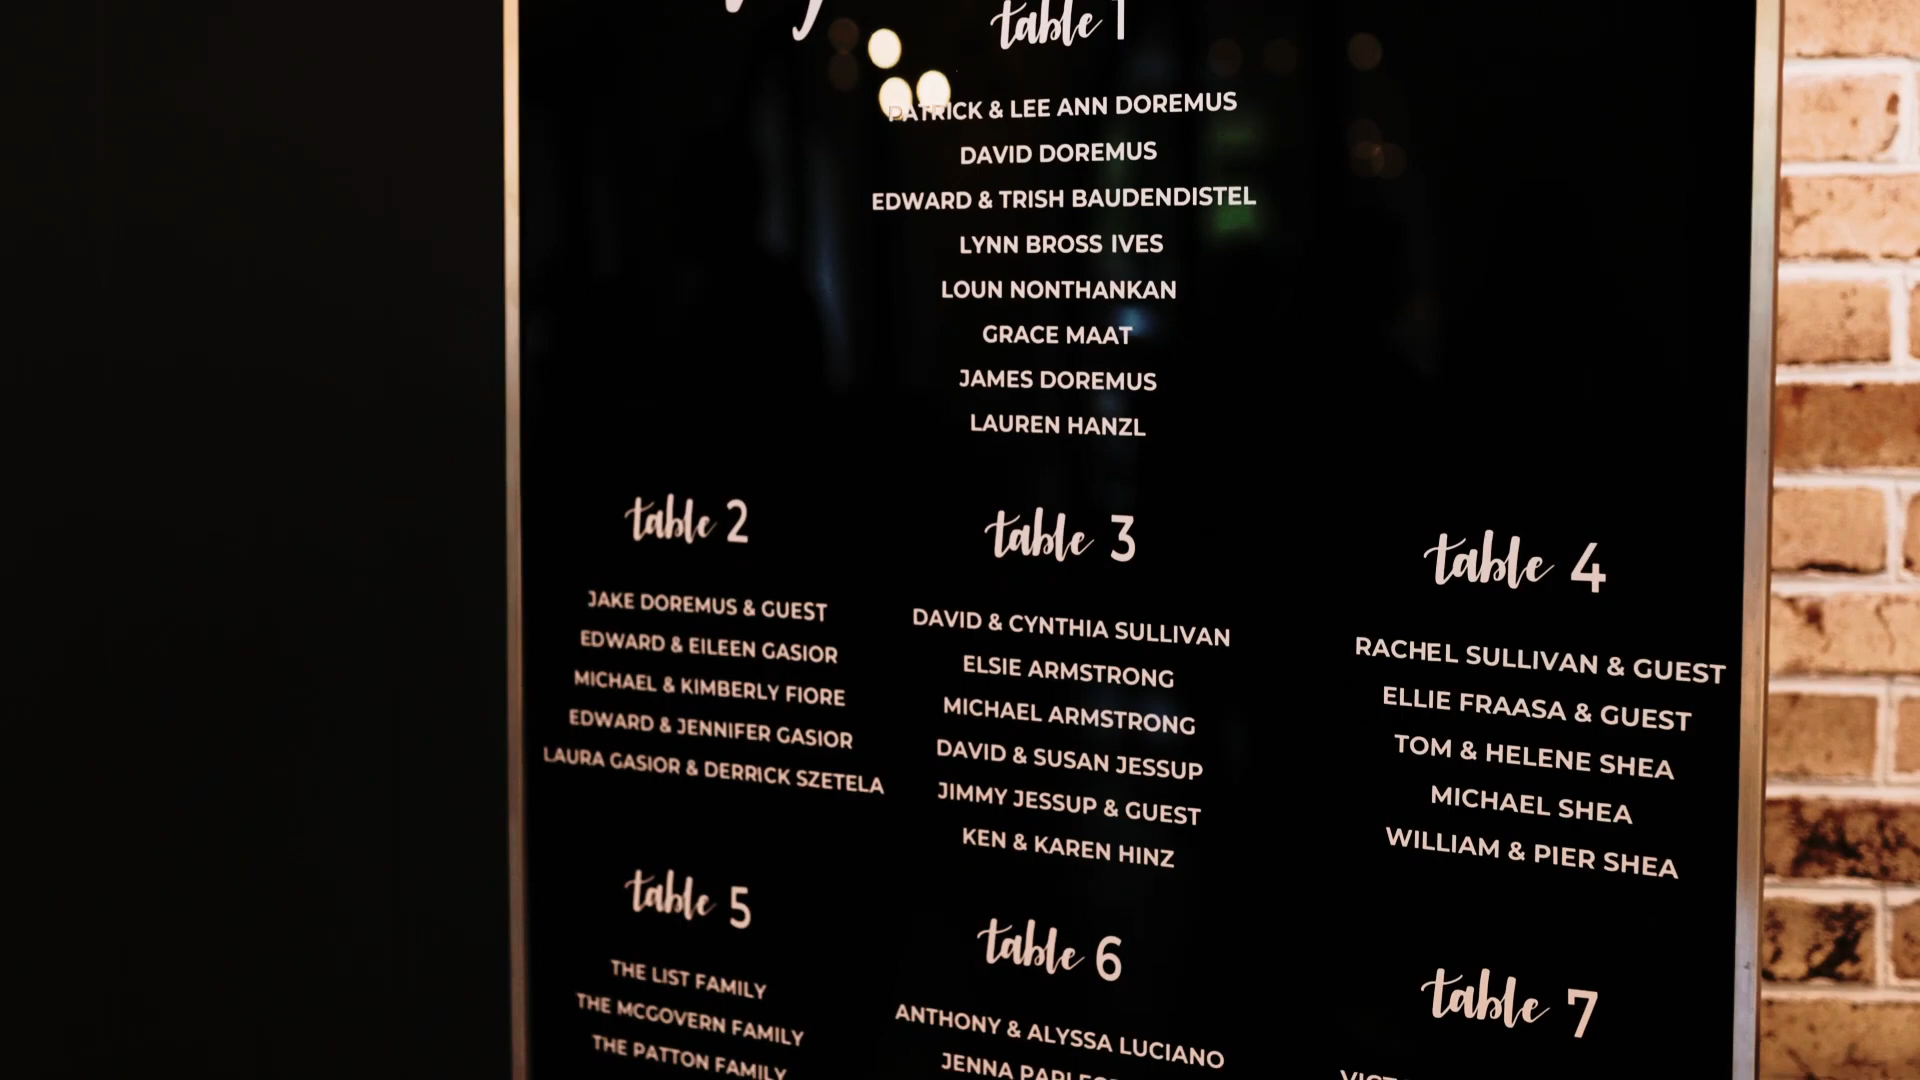 table 1
PATRICK & LEE ANN DOREMUS
DAVID DOREMUS
EDWARD & TRISH BAUDENDISTEL
LYNN BROSS IVES
LOUN NONTHANKAN
GRACE MAAT
JAMES DOREMUS
LAUREN HANZL
table 2
JAKE DOREMUS & GUEST
EDWARD & EILEEN GASIOR
MICHAEL & KIMBERLY FIORE
EDWARD & JENNIFER GASIOR
LAURA GASIOR & DERRICK SZETELA
table 3
DAVID & CYNTHIA SULLIVAN
ELSIE ARMSTRONG
MICHAEL ARMSTRONG
DAVID & SUSAN JESSUP
JIMMY JESSUP & GUEST
KEN & KAREN HINZ
table 4
RACHEL SULLIVAN & GUEST
ELLIE FRAASA & GUEST
TOM & HELENE SHEA
MICHAEL SHEA
WILLIAM & PIER SHEA
table 5
THE LIST FAMILY
THE MCGOVERN FAMILY
THE PATTON FAMILY
table 6
ANTHONY & ALYSSA LUCIANO
JENNA
table 7